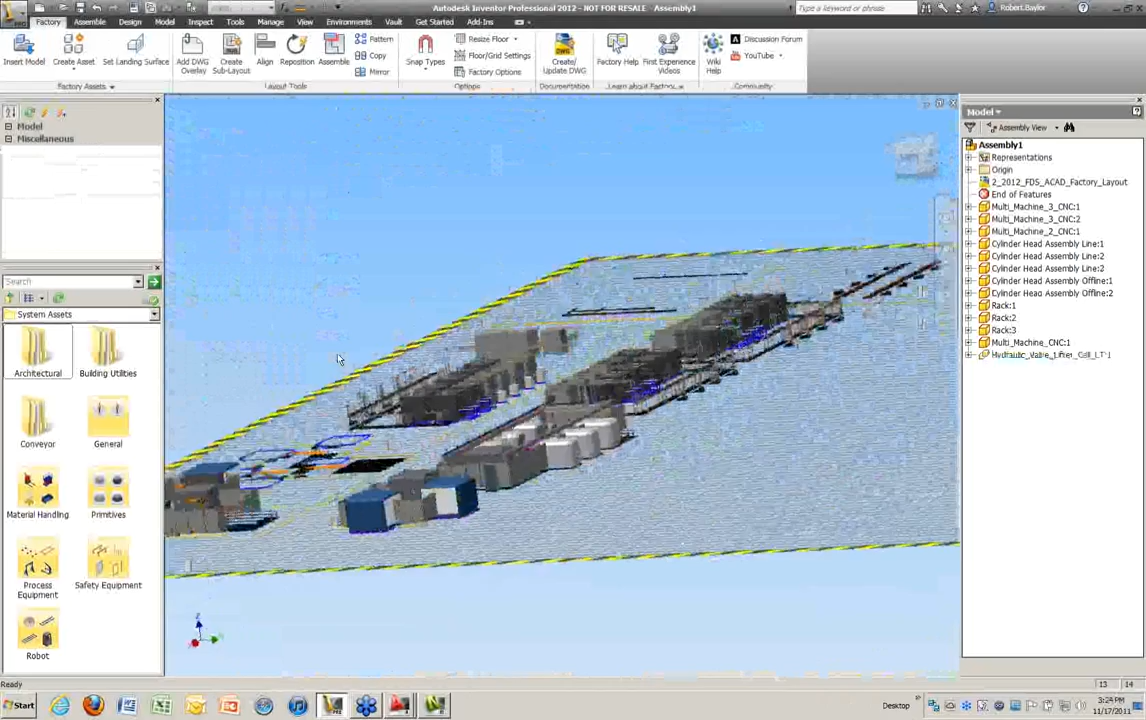 Autodesk Inventor Professional 2012 - NOT FOR RESALE - Assembly1
Type a keyword or phrase
Robert.Baylor
Factory Assemble Design Model Inspect Tools Manage View Environments Vault Get Started Add-Ins
Insert Model
Create Asset
Set Landing Surface
Add DWG Overlay
Create Sub-Layout
Align
Reposition
Assemble
Pattern
Copy
Mirror
Snap Types
Resize Floor
Floor/Grid Settings
Factory Options
Create/ Update DWG
Factory Help
First Experience Videos
Wiki Help
Discussion Forum
YouTube
Factory Assets
Layout Tools
Options
Documentation
Community
Model
Miscellaneous
Search
System Assets
Architectural
Building Utilities
Conveyor
General
Material Handling
Primitives
Process Equipment
Safety Equipment
Robot
Model
Assembly View
Assembly1
Representations
Origin
2_2012_FDS_ACAD_Factory_Layout
End of Features
Multi_Machine_3_CNC:1
Multi_Machine_3_CNC:2
Multi_Machine_2_CNC:1
Cylinder Head Assembly Line:1
Cylinder Head Assembly Line:2
Cylinder Head Assembly Line:2
Cylinder Head Assembly Offline:1
Cylinder Head Assembly Offline:2
Rack:1
Rack:2
Rack:3
Multi_Machine_CNC:1
Ready
13 14
Start
Desktop
3:24 PM
11/17/2011